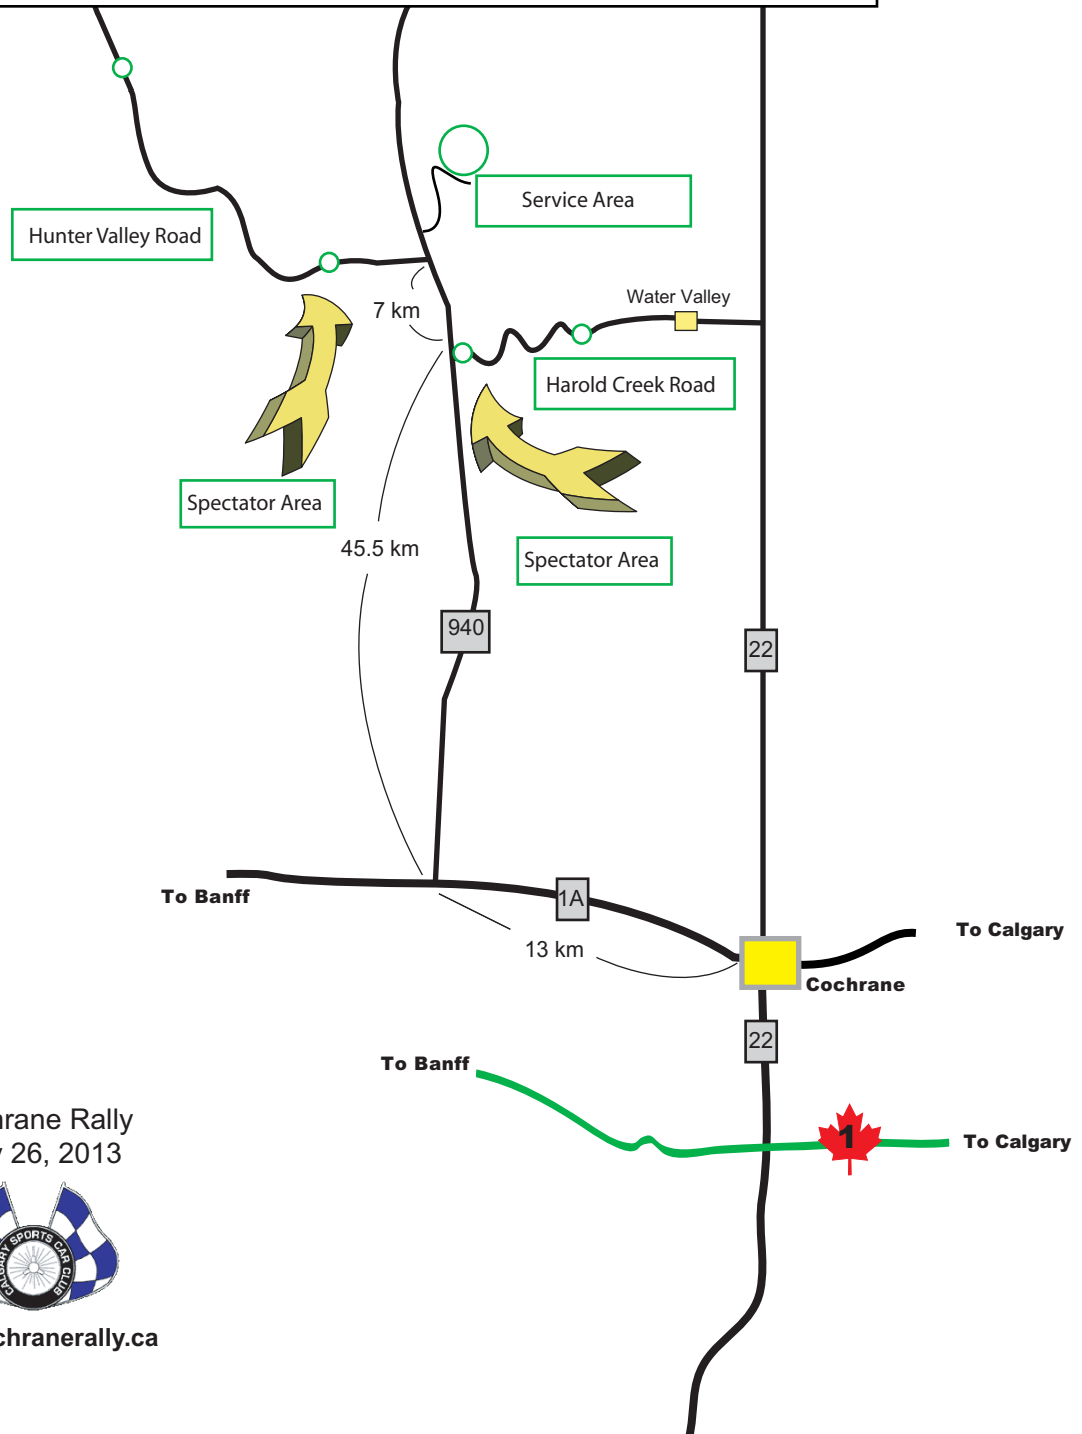 Service Area
Hunter Valley Road
Water Valley
7 km
Harold Creek Road
Spectator Area
45.5 km
Spectator Area
940
22
To Banff
1A
To Calgary
13 km
Cochrane
22
To Banff
1
To Calgary
rane Rally
26, 2013
CALGARY SPORTS CAR CLUB
chranerally.ca